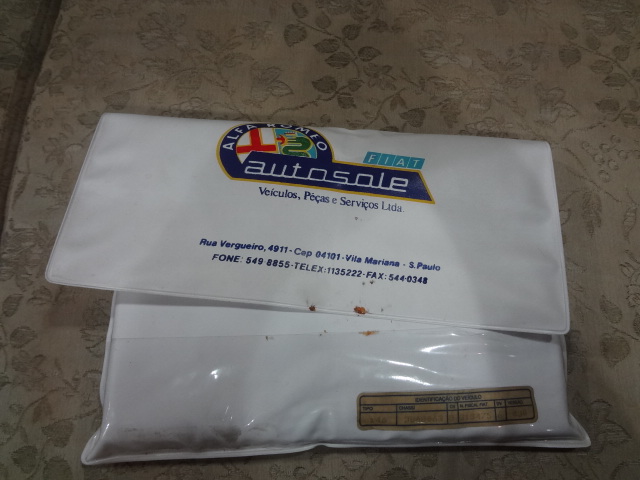 ALFA ROMEO
FIAT
autosole
Veículos, Peças e Serviços Ltda.
Rua Vergueiro, 4911 - Cep 04101 - Vila Mariana - S.Paulo
FONE: 549 8855-TELEX:1135222-FAX:544-0348
IDENTIFICAÇÃO DO VEÍCULO
TIPO